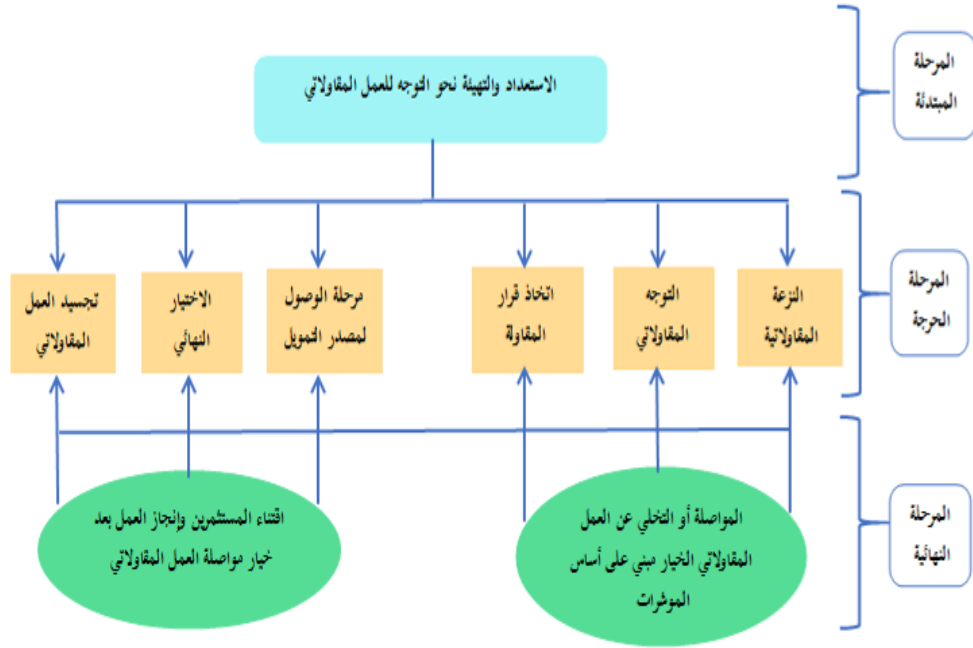 المرحلة
المبتدئة
الاستعداد والتهيئة نحو التوجه للعمل المقاولاتي
المرحلة
الحرجة
النزعة
المقاولاتية
التوجه
المقاولاتي
اتخاذ قرار
المقاولة
مرحلة الوصول
لمصدر التمويل
الاختيار
النهائي
تجسيد العمل
المقاولاتي
المرحلة
النهائية
المواصلة أو التخلي عن العمل
المقاولاتي الخيار مبني على أساس
الموشرات
اقتناء المستثمرين وإنجاز العمل بعد
خيار مواصلة العمل المقاولاتي